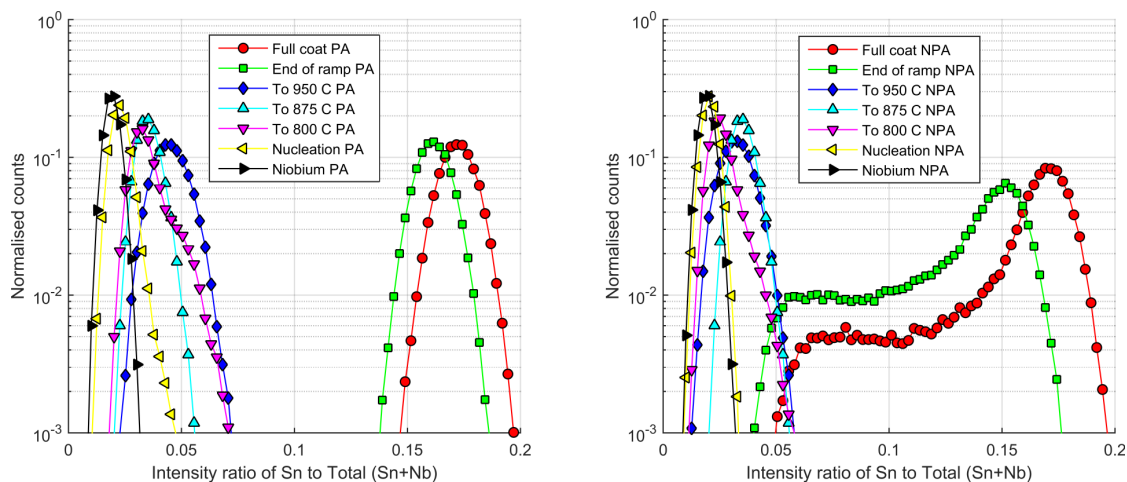 10^0
10^-1
10^-2
10^-3
Normalised counts
0
0.05
0.1
0.15
0.2
Intensity ratio of Sn to Total (Sn+Nb)
Full coat PA
End of ramp PA
To 950 C PA
To 875 C PA
To 800 C PA
Nucleation PA
Niobium PA
10^0
10^-1
10^-2
10^-3
Normalised counts
0
0.05
0.1
0.15
0.2
Intensity ratio of Sn to Total (Sn+Nb)
Full coat NPA
End of ramp NPA
To 950 C NPA
To 875 C NPA
To 800 C NPA
Nucleation NPA
Niobium NPA